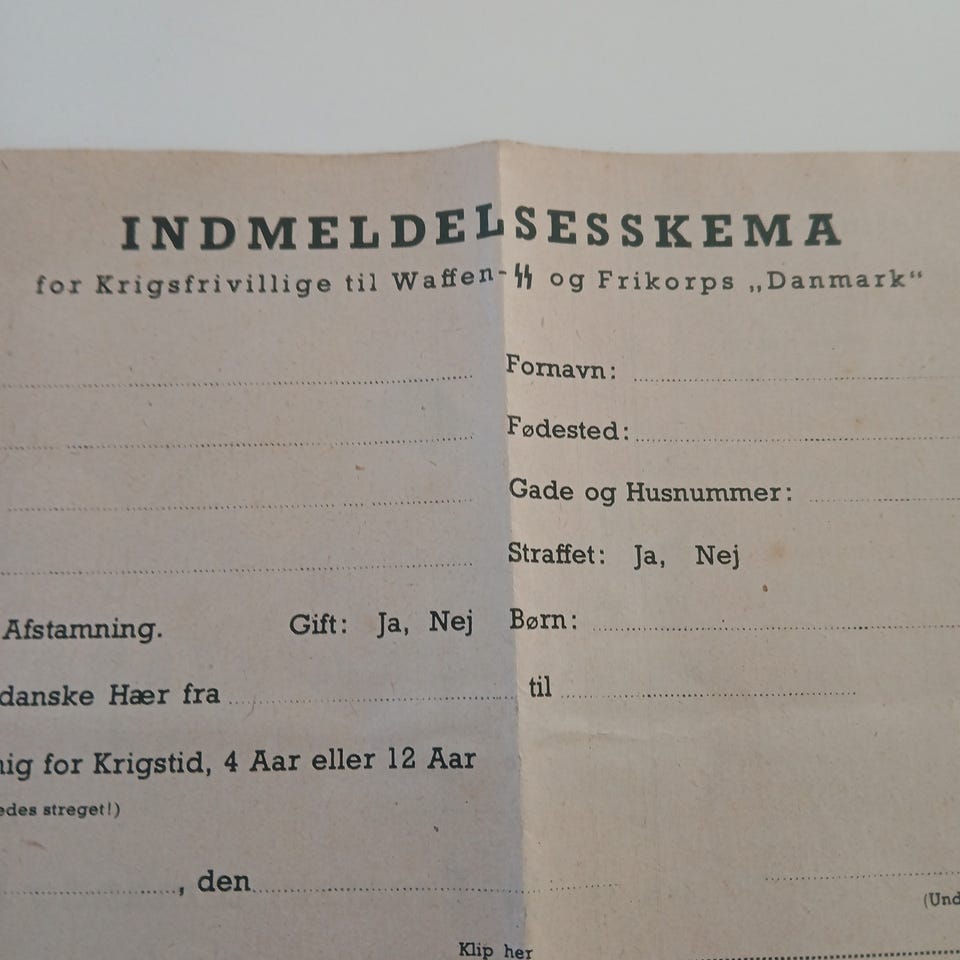 INDMELDELSESSKEMA
for Krigsfrivillige til Waffen-ᛋᛋ og Frikorps „Danmark“
Fornavn:
Fødested:
Gade og Husnummer:
Straffet: Ja, Nej
Afstamning. Gift: Ja, Nej Børn:
danske Hær fra til
for Krigstid, 4 Aar eller 12 Aar
streget!)
, den
Klip her